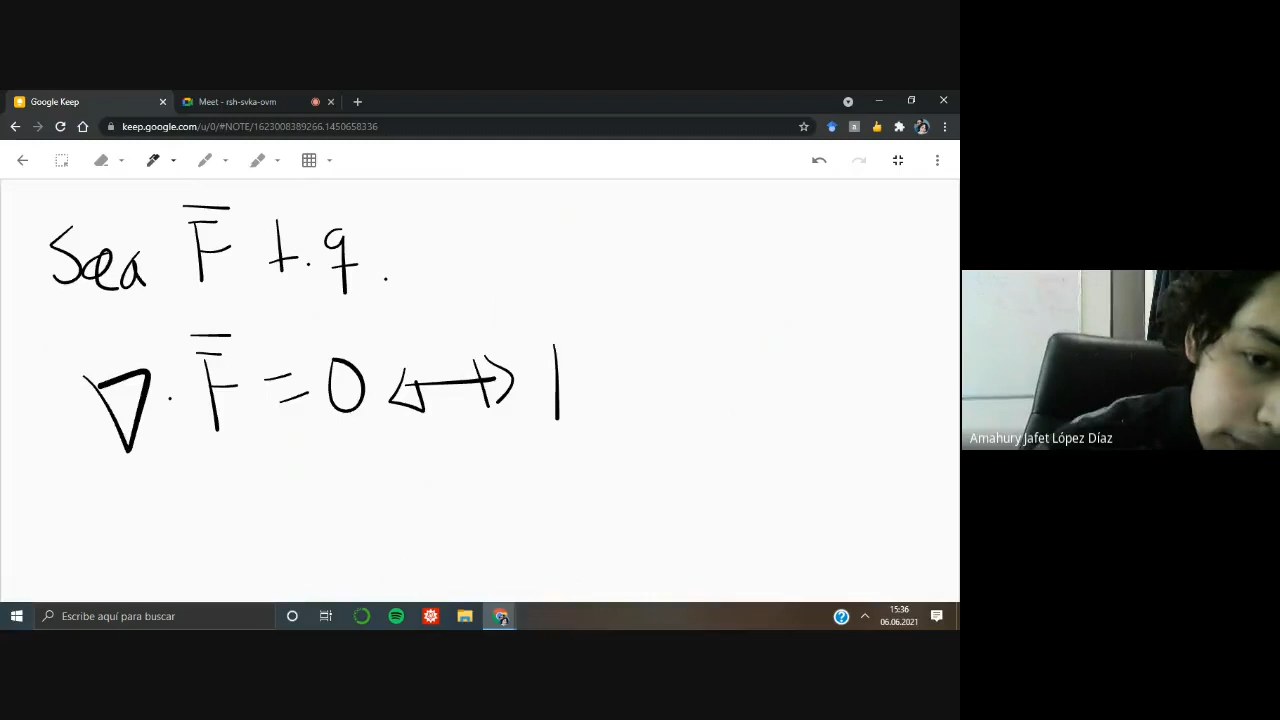 Google Keep
Meet - rsh-svka-ovm
keep.google.com/u/0/#NOTE/1623008389266.1450658336
Sea F̅ t.q.
∇ · F̅ = 0 ↔ |
Amahury Jafet López Díaz
Escribe aquí para buscar
15:36
06.06.2021